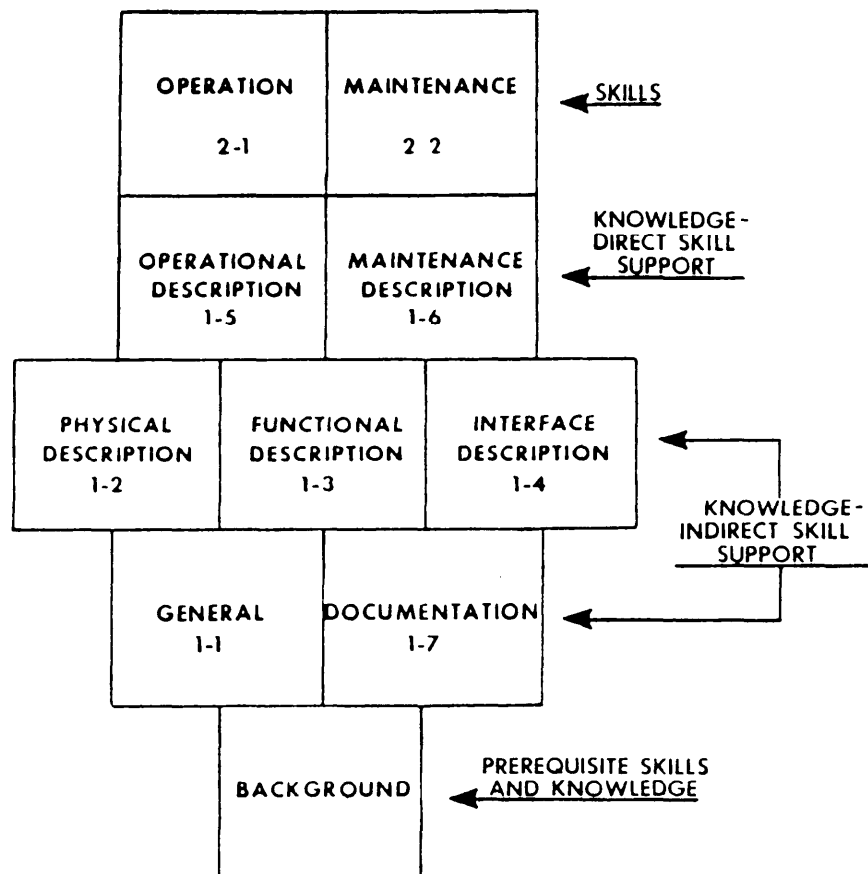 OPERATION
2-1
MAINTENANCE
2 2
SKILLS
OPERATIONAL
DESCRIPTION
1-5
MAINTENANCE
DESCRIPTION
1-6
KNOWLEDGE-
DIRECT SKILL
SUPPORT
PHYSICAL
DESCRIPTION
1-2
FUNCTIONAL
DESCRIPTION
1-3
INTERFACE
DESCRIPTION
1-4
KNOWLEDGE-
INDIRECT SKILL
SUPPORT
GENERAL
1-1
DOCUMENTATION
1-7
BACKGROUND
PREREQUISITE SKILLS
AND KNOWLEDGE